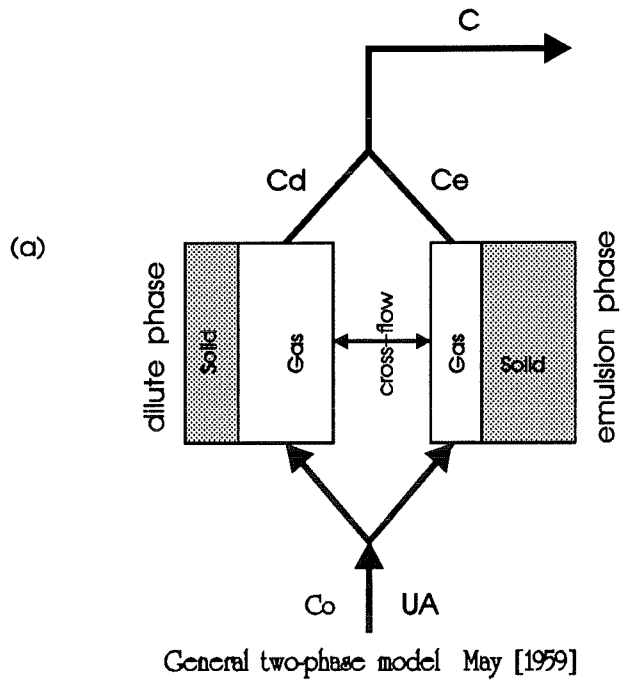 C
Cd
Ce
(a)
dilute phase
Solid
Gas
cross-flow
Gas
Solid
emulsion phase
Co
UA
General two-phase model May [1959]